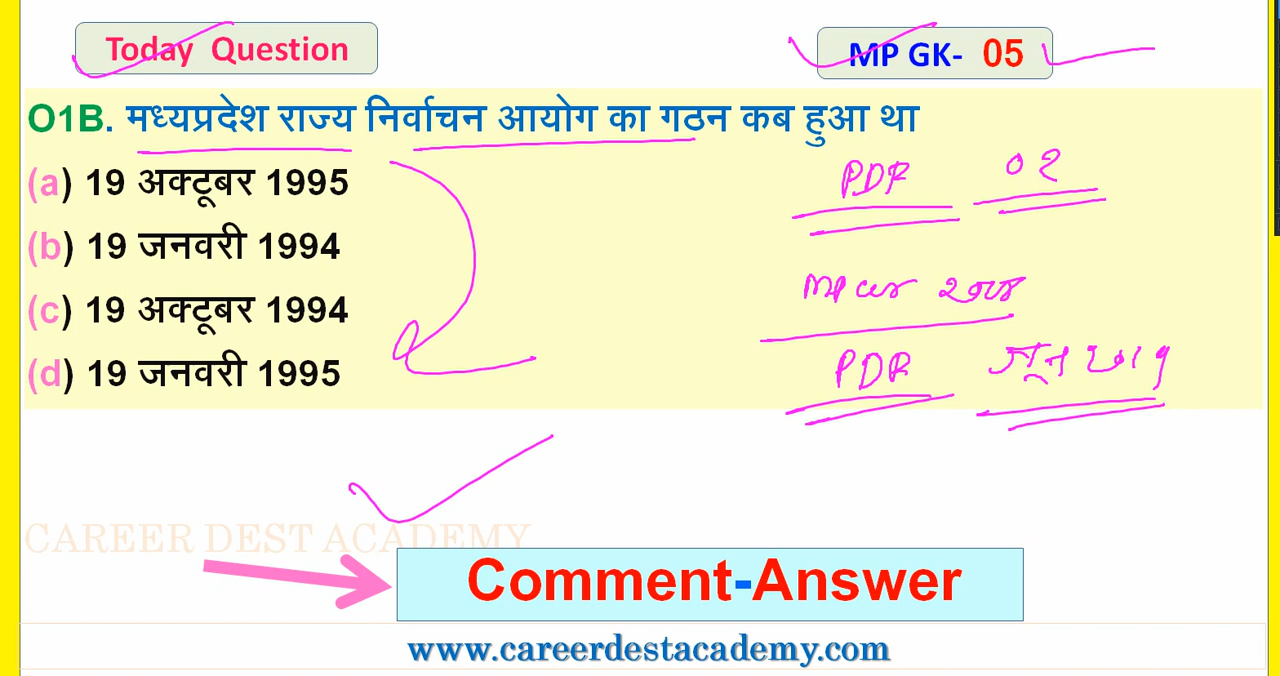 Today Question
MP GK- 05
O1B. मध्यप्रदेश राज्य निर्वाचन आयोग का गठन कब हुआ था
(a) 19 अक्टूबर 1995
(b) 19 जनवरी 1994
(c) 19 अक्टूबर 1994
(d) 19 जनवरी 1995
PDF 02
PDF
CAREER DEST ACADEMY
Comment-Answer
www.careerdestacademy.com